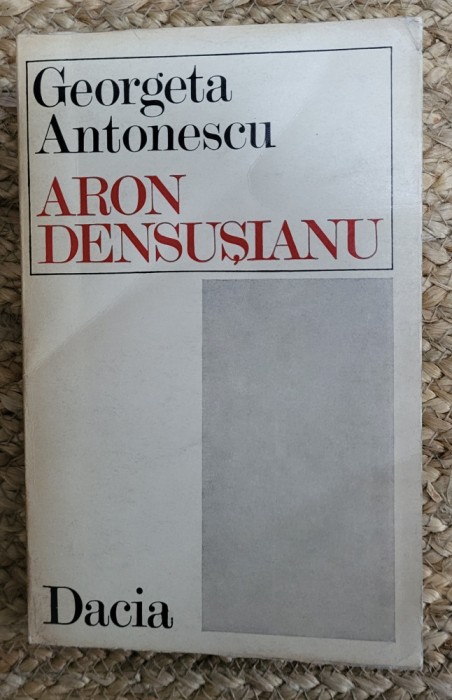 Georgeta
Antonescu
ARON
DENSUȘIANU
Dacia